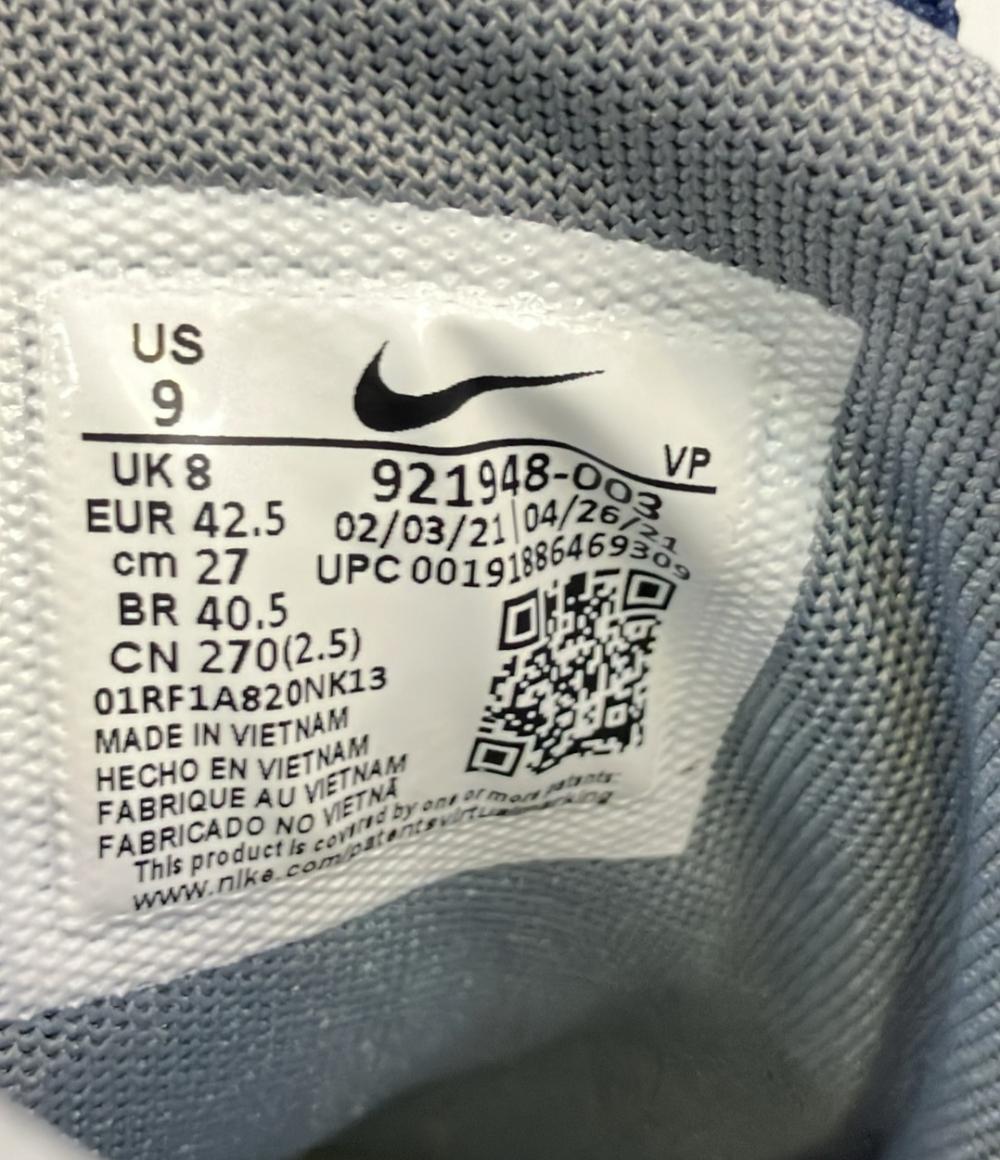 US
9
VP
UK 8
921948-003
EUR 42.5
02/03/21|04/26/21
cm 27
UPC 00191886469309
BR 40.5
CN 270(2.5)
01RF1A820NK13
MADE IN VIETNAM
HECHO EN VIETNAM
FABRIQUE AU VIETNAM
FABRICADO NO VIETNÃ
This product is covered by one or more patents:
www.nike.com/patentsvirtualmarking